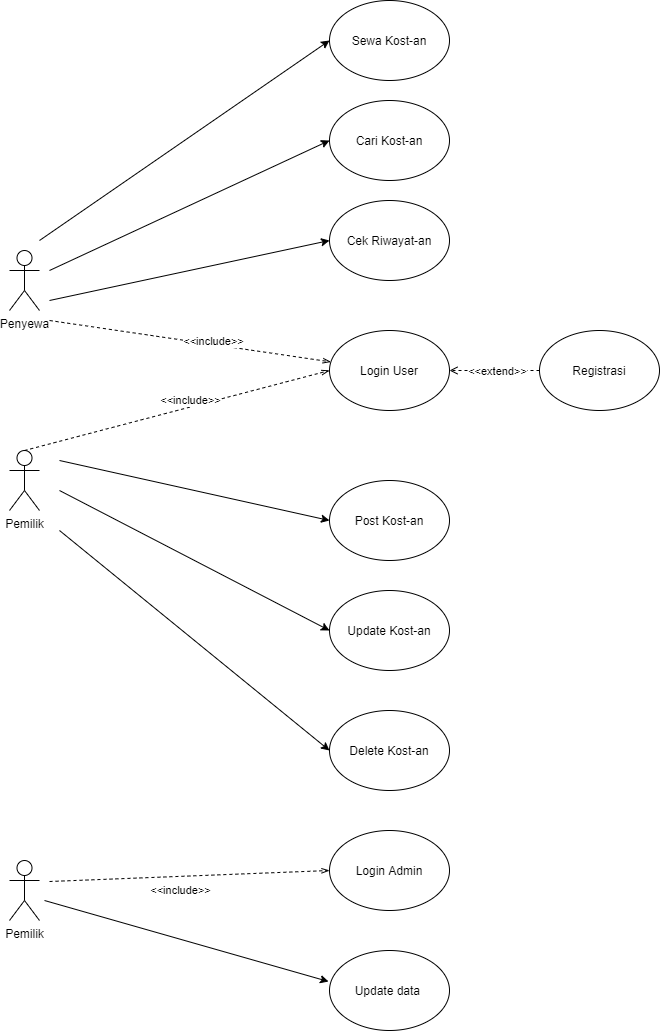 Sewa Kost-an
Cari Kost-an
Cek Riwayat-an
Penyewa
<<include>>
Login User
<<extend>>
Registrasi
<<include>>
Pemilik
Post Kost-an
Update Kost-an
Delete Kost-an
Login Admin
<<include>>
Pemilik
Update data